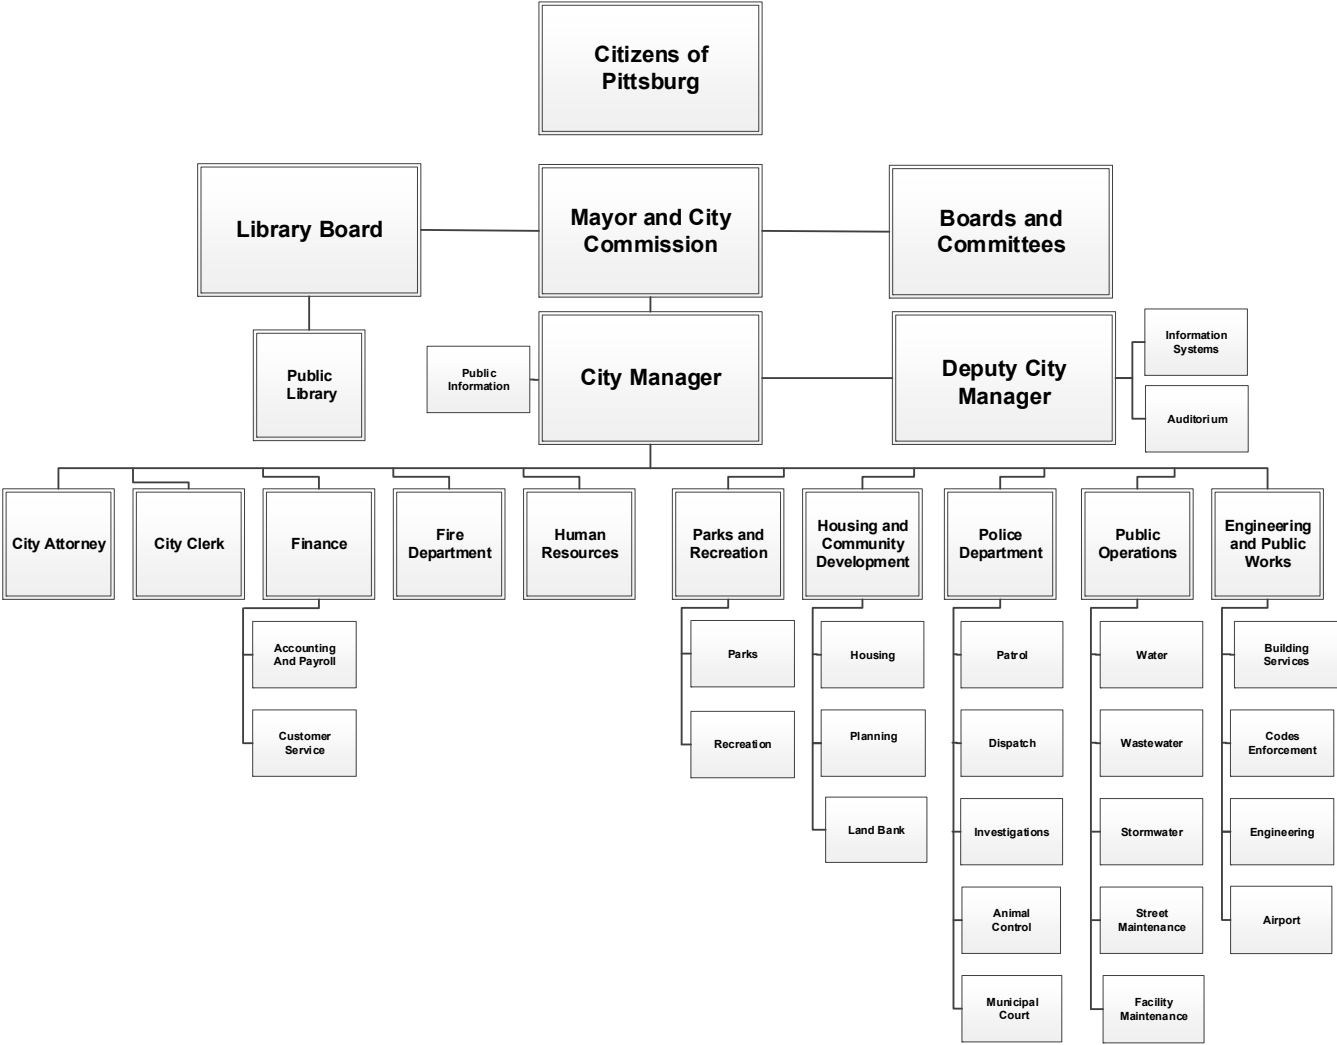 Citizens of
Pittsburg
Library Board
Mayor and City
Commission
Boards and
Committees
Public
Library
Public
Information
City Manager
Deputy City
Manager
Information
Systems
Auditorium
City Attorney
City Clerk
Finance
Fire
Department
Human
Resources
Parks and
Recreation
Housing and
Community
Development
Police
Department
Public
Operations
Engineering
and Public
Works
Accounting
And Payroll
Customer
Service
Parks
Recreation
Housing
Planning
Land Bank
Patrol
Dispatch
Investigations
Animal
Control
Municipal
Court
Water
Wastewater
Stormwater
Street
Maintenance
Facility
Maintenance
Building
Services
Codes
Enforcement
Engineering
Airport